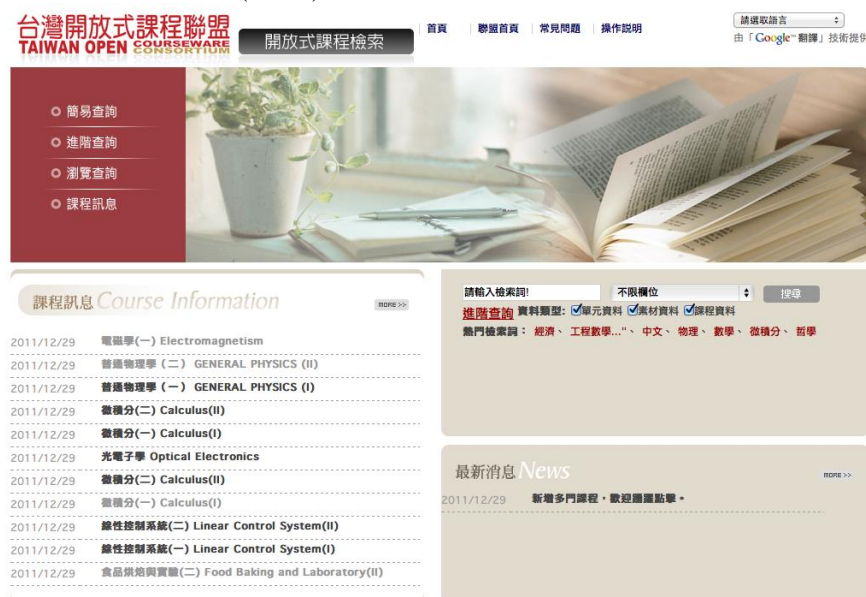 台灣開放式課程聯盟
TAIWAN OPEN COURSEWARE CONSORTIUM
開放式課程檢索
首頁 聯盟首頁 常見問題 操作說明
請選取語言
由「Google™翻譯」技術提供
簡易查詢
進階查詢
瀏覽查詢
課程訊息
課程訊息 Course Information
MORE >>
2011/12/29 電磁學(一) Electromagnetism
2011/12/29 普通物理學（二） GENERAL PHYSICS (II)
2011/12/29 普通物理學（一） GENERAL PHYSICS (I)
2011/12/29 微積分(二) Calculus(II)
2011/12/29 微積分(一) Calculus(I)
2011/12/29 光電子學 Optical Electronics
2011/12/29 微積分(二) Calculus(II)
2011/12/29 微積分(一) Calculus(I)
2011/12/29 線性控制系統(二) Linear Control System(II)
2011/12/29 線性控制系統(一) Linear Control System(I)
2011/12/29 食品烘焙與實驗(二) Food Baking and Laboratory(II)
請輸入檢索詞! 不限欄位 搜尋
進階查詢 資料類型: 單元資料 素材資料 課程資料
熱門檢索詞： 經濟、 工程數學..."、 中文、 物理、 數學、 微積分、 哲學
最新消息 News
MORE >>
2011/12/29 新增多門課程，歡迎踴躍點擊。